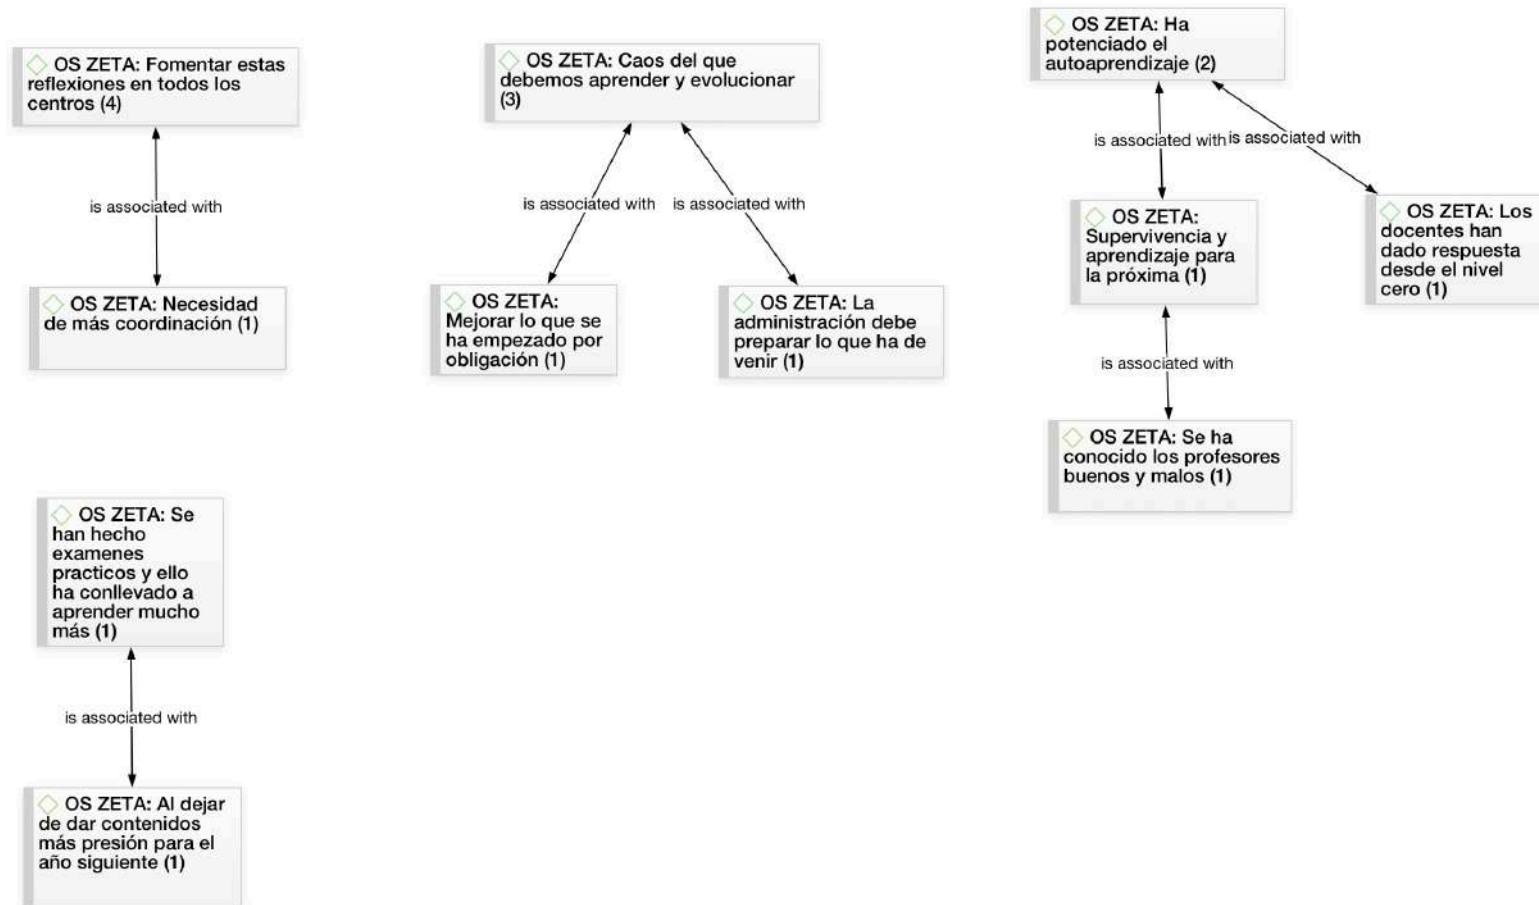 OS ZETA: Fomentar estas
reflexiones en todos los
centros (4)
is associated with
OS ZETA: Necesidad
de más coordinación (1)
OS ZETA: Caos del que
debemos aprender y evolucionar
(3)
is associated with
is associated with
OS ZETA:
Mejorar lo que se
ha empezado por
obligación (1)
OS ZETA: La
administración debe
preparar lo que ha de
venir (1)
OS ZETA: Ha
potenciado el
autoaprendizaje (2)
is associated with
is associated with
OS ZETA:
Supervivencia y
aprendizaje para
la próxima (1)
OS ZETA: Los
docentes han
dado respuesta
desde el nivel
cero (1)
is associated with
OS ZETA: Se ha
conocido los profesores
buenos y malos (1)
OS ZETA: Se
han hecho
examenes
practicos y ello
ha conllevado a
aprender mucho
más (1)
is associated with
OS ZETA: Al dejar
de dar contenidos
más presión para el
año siguiente (1)